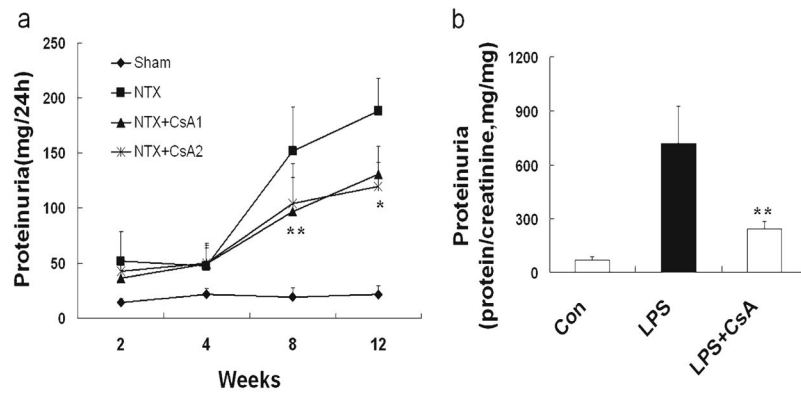 a
Proteinuria(mg/24h)
250
200
150
100
50
0
Sham
NTX
NTX+CsA1
NTX+CsA2
**
*
2 4 8 12
Weeks
b
Proteinuria
(protein/creatinine,mg/mg)
1200
900
600
300
0
**
Con
LPS
LPS+CsA